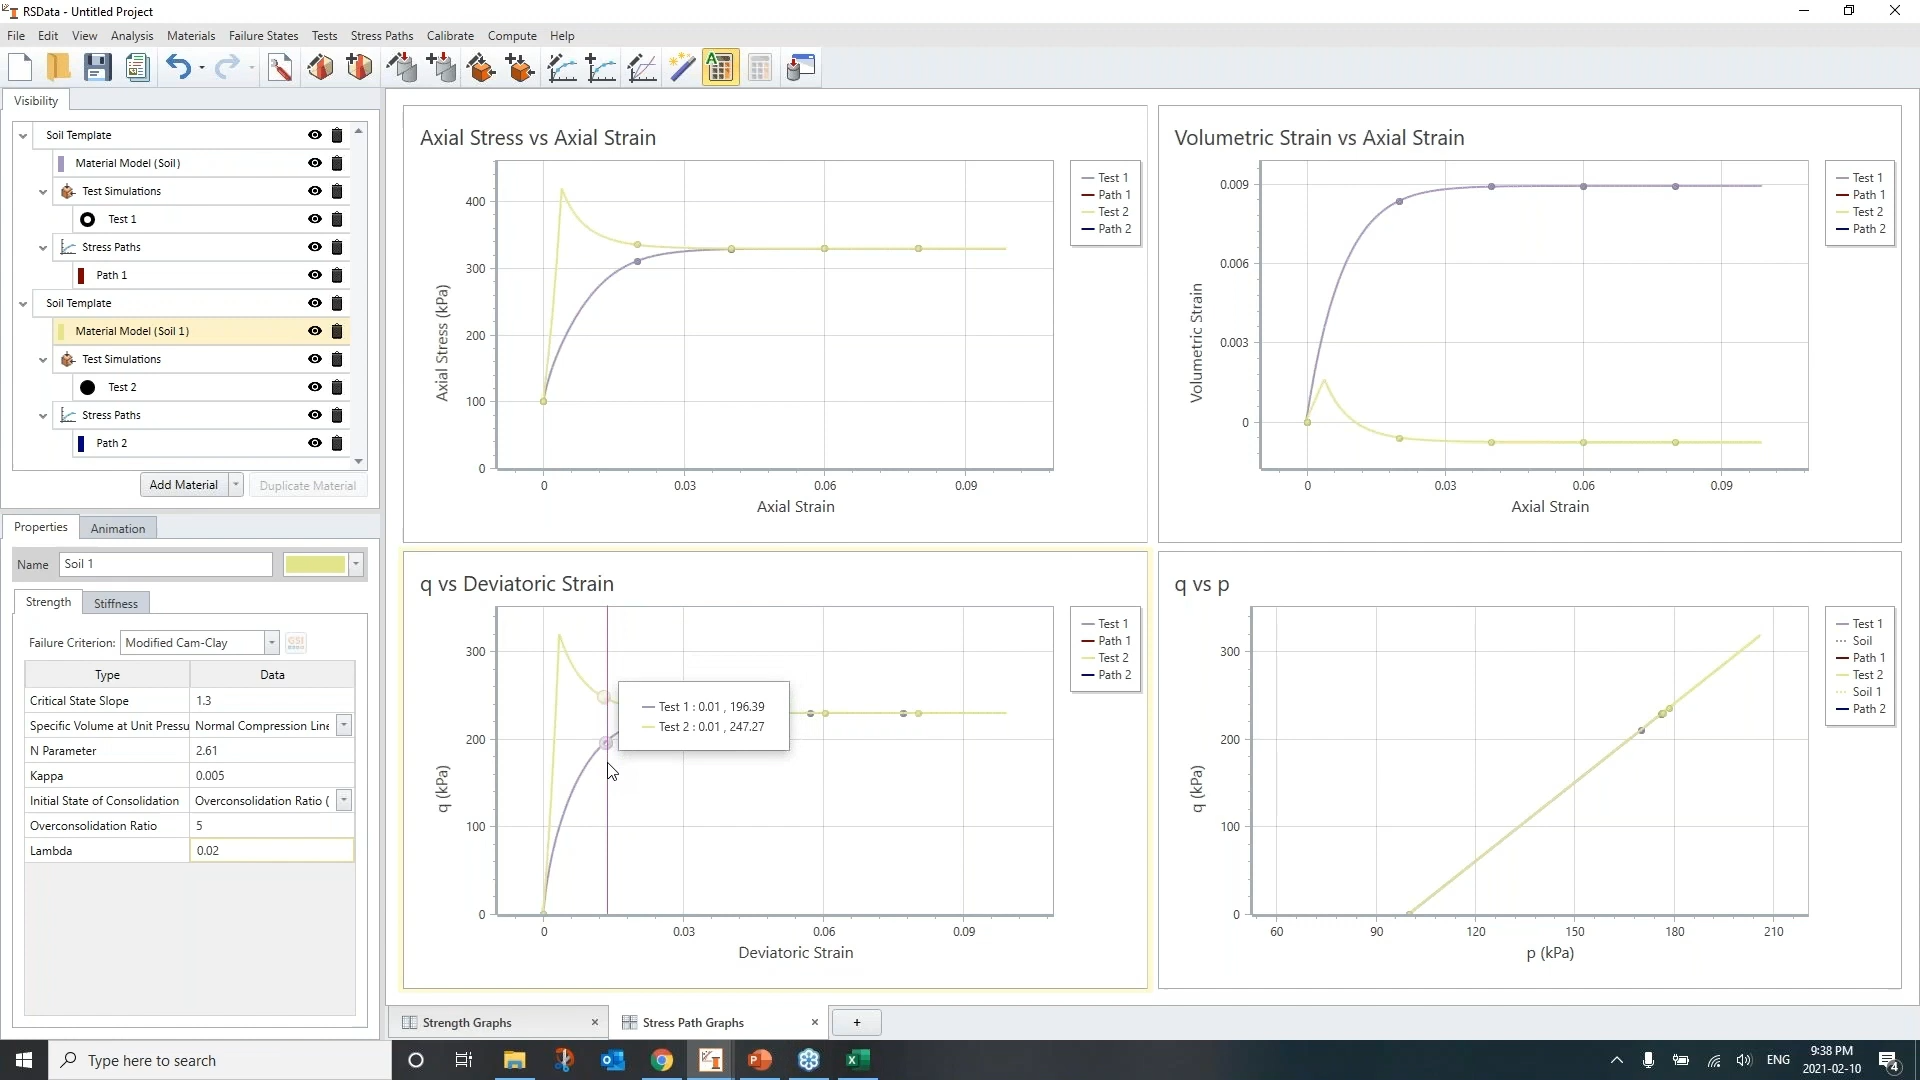 RSData - Untitled Project
File Edit View Analysis Materials Failure States Tests Stress Paths Calibrate Compute Help
Visibility
Soil Template
Material Model (Soil)
Test Simulations
Test 1
Stress Paths
Path 1
Soil Template
Material Model (Soil 1)
Test Simulations
Test 2
Stress Paths
Path 2
Add Material
Duplicate Material
Properties Animation
Name Soil 1
Strength Stiffness
Failure Criterion: Modified Cam-Clay GSI
Type Data
Critical State Slope 1.3
Specific Volume at Unit Pressu Normal Compression Line
N Parameter 2.61
Kappa 0.005
Initial State of Consolidation Overconsolidation Ratio (
Overconsolidation Ratio 5
Lambda 0.02
Axial Stress vs Axial Strain
Axial Stress (kPa)
400
300
200
100
0
0 0.03 0.06 0.09
Axial Strain
Test 1
Path 1
Test 2
Path 2
Volumetric Strain vs Axial Strain
Volumetric Strain
0.009
0.006
0.003
0
0 0.03 0.06 0.09
Axial Strain
Test 1
Path 1
Test 2
Path 2
q vs Deviatoric Strain
q (kPa)
300
200
100
0
0 0.03 0.06 0.09
Deviatoric Strain
Test 1 : 0.01 , 196.39
Test 2 : 0.01 , 247.27
Test 1
Path 1
Test 2
Path 2
q vs p
q (kPa)
300
200
100
0
60 90 120 150 180 210
p (kPa)
Test 1
Soil
Path 1
Test 2
Soil 1
Path 2
Strength Graphs × Stress Path Graphs × +
Type here to search
ENG
9:38 PM
2021-02-10
4